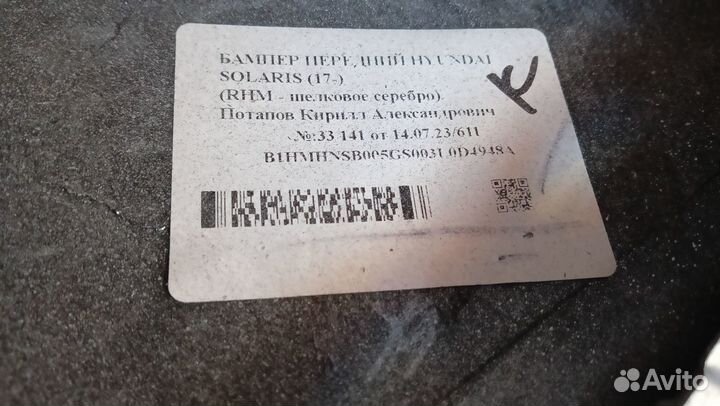 БАМПЕР ПЕРЕДНИЙ HYUNDAI
SOLARIS (17-)
(RHM - шелковое серебро)
Потапов Кирилл Александрович
№:33 141 от 14.07.23/611
B1HMHNSB005GS0031.0D4948A
К
Avito